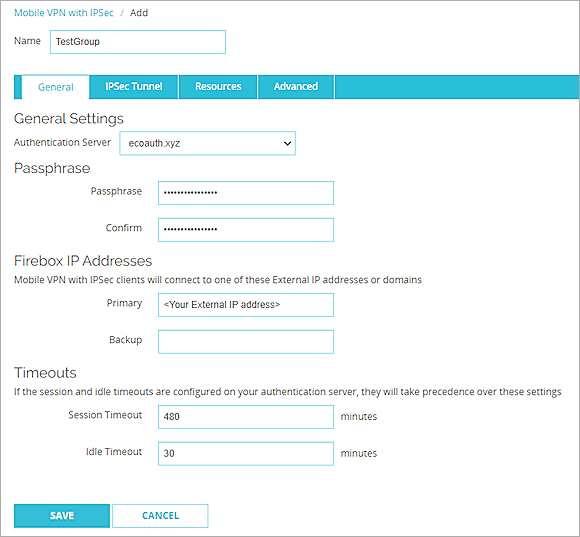 Mobile VPN with IPSec / Add
Name TestGroup
General IPSec Tunnel Resources Advanced
General Settings
Authentication Server ecoauth.xyz
Passphrase
Passphrase ••••••••••••••••
Confirm ••••••••••••••••
Firebox IP Addresses
Mobile VPN with IPSec clients will connect to one of these External IP addresses or domains
Primary <Your External IP address>
Backup
Timeouts
If the session and idle timeouts are configured on your authentication server, they will take precedence over these settings
Session Timeout 480 minutes
Idle Timeout 30 minutes
SAVE CANCEL